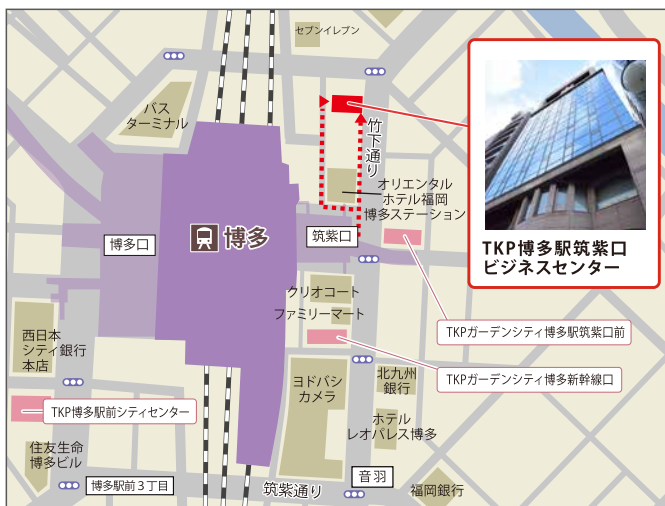 セブンイレブン
バス
ターミナル
竹下通り
オリエンタル
ホテル福岡
博多ステーション
TKP博多駅筑紫口
ビジネスセンター
博多口
博多
筑紫口
クリオコート
ファミリーマート
TKPガーデンシティ博多駅筑紫口前
西日本
シティ銀行
本店
ヨドバシ
カメラ
北九州
銀行
TKPガーデンシティ博多新幹線口
TKP博多駅前シティセンター
ホテル
レオパレス博多
住友生命
博多ビル
博多駅前3丁目
筑紫通り
音羽
福岡銀行